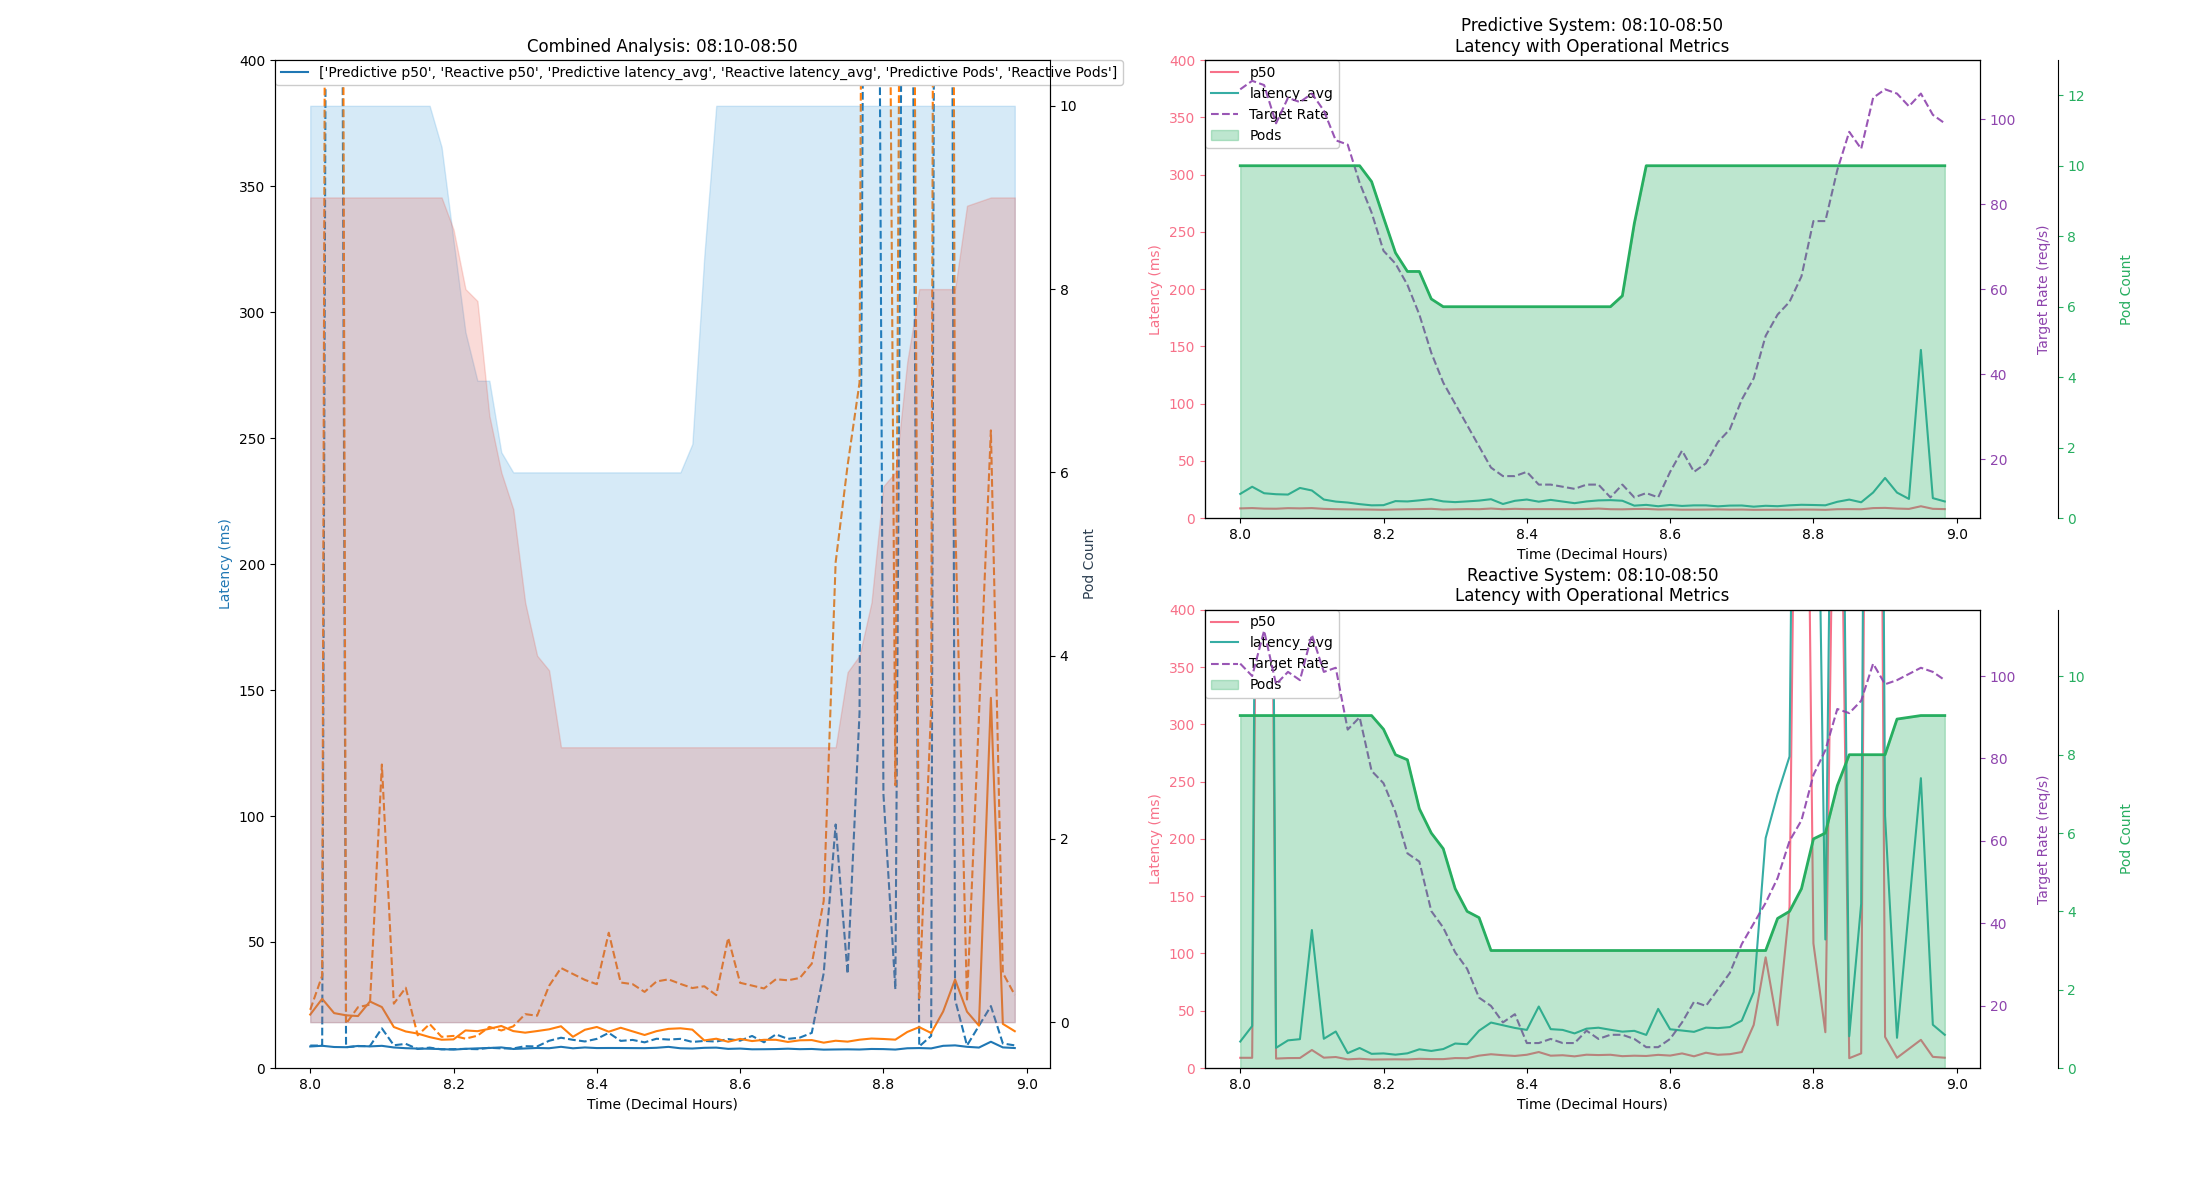 Combined Analysis: 08:10-08:50
['Predictive p50', 'Reactive p50', 'Predictive latency_avg', 'Reactive latency_avg', 'Predictive Pods', 'Reactive Pods']
400
350
300
250
200
150
100
50
0
Latency (ms)
10
8
6
4
2
0
Pod Count
8.0 8.2 8.4 8.6 8.8 9.0
Time (Decimal Hours)
Predictive System: 08:10-08:50
Latency with Operational Metrics
p50
latency_avg
Target Rate
Pods
400
350
300
250
200
150
100
50
0
Latency (ms)
100
80
60
40
20
Target Rate (req/s)
12
10
8
6
4
2
0
Pod Count
8.0 8.2 8.4 8.6 8.8 9.0
Time (Decimal Hours)
Reactive System: 08:10-08:50
Latency with Operational Metrics
p50
latency_avg
Target Rate
Pods
400
350
300
250
200
150
100
50
0
Latency (ms)
100
80
60
40
20
Target Rate (req/s)
10
8
6
4
2
0
Pod Count
8.0 8.2 8.4 8.6 8.8 9.0
Time (Decimal Hours)